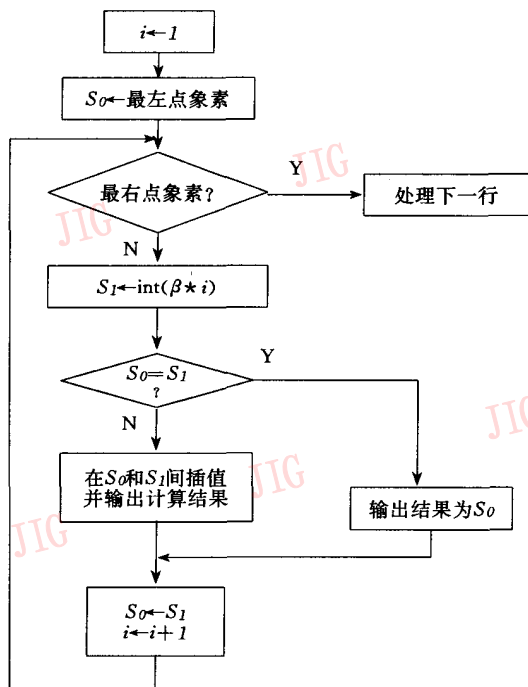 i←1
S0←最左点象素
最右点象素?
Y
处理下一行
N
S1←int(β*i)
S0=S1
?
Y
N
在S0和S1间插值
并输出计算结果
输出结果为S0
S0←S1
i←i+1
JIG
JIG
JIG
JIG
JIG